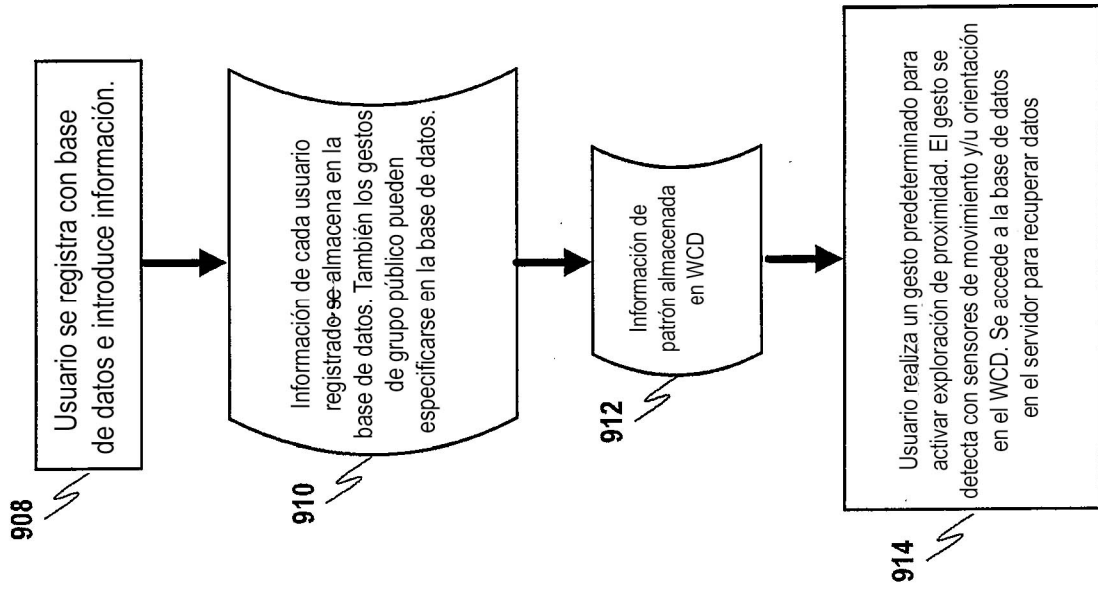 908
Usuario se registra con base
de datos e introduce información.
910
Información de cada usuario
registrado se almacena en la
base de datos. También los gestos
de grupo público pueden
especificarse en la base de datos.
912
Información de
patrón almacenada
en WCD
914
Usuario realiza un gesto predeterminado para
activar exploración de proximidad. El gesto se
detecta con sensores de movimiento y/u orientación
en el WCD. Se accede a la base de datos
en el servidor para recuperar datos